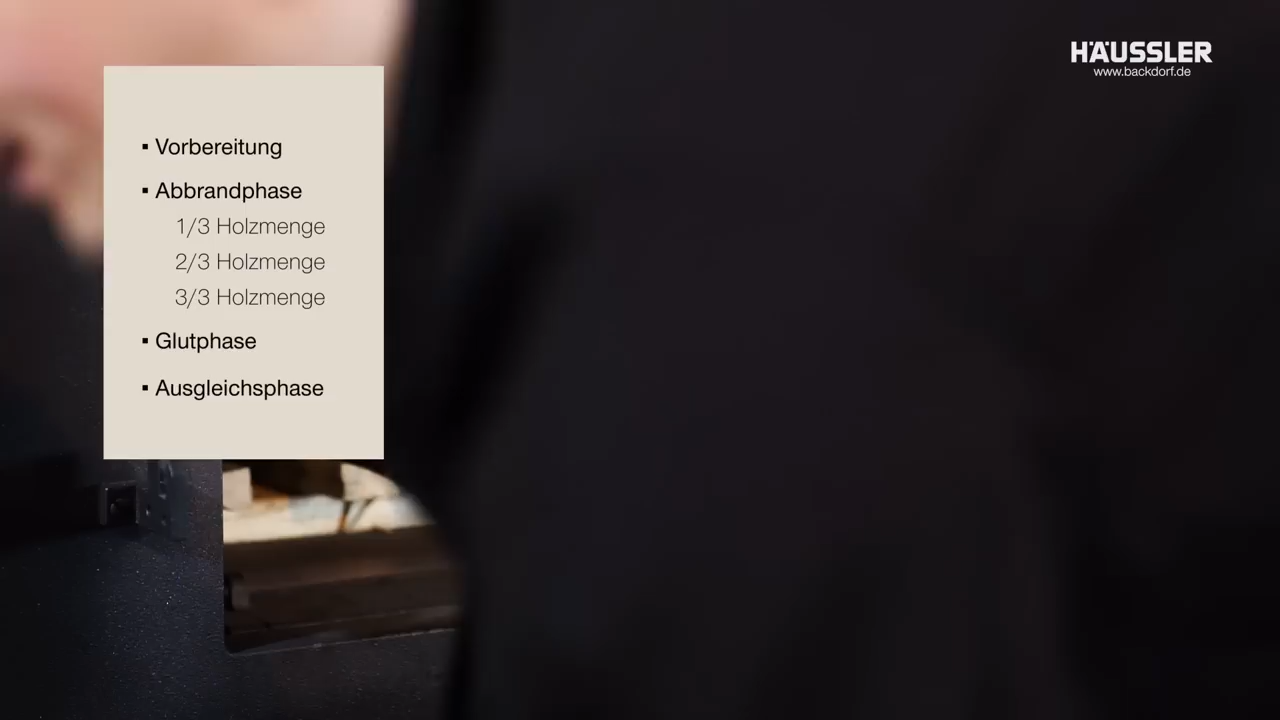 HÄUSSLER
www.backdorf.de
▪ Vorbereitung
▪ Abbrandphase
1/3 Holzmenge
2/3 Holzmenge
3/3 Holzmenge
▪ Glutphase
▪ Ausgleichsphase